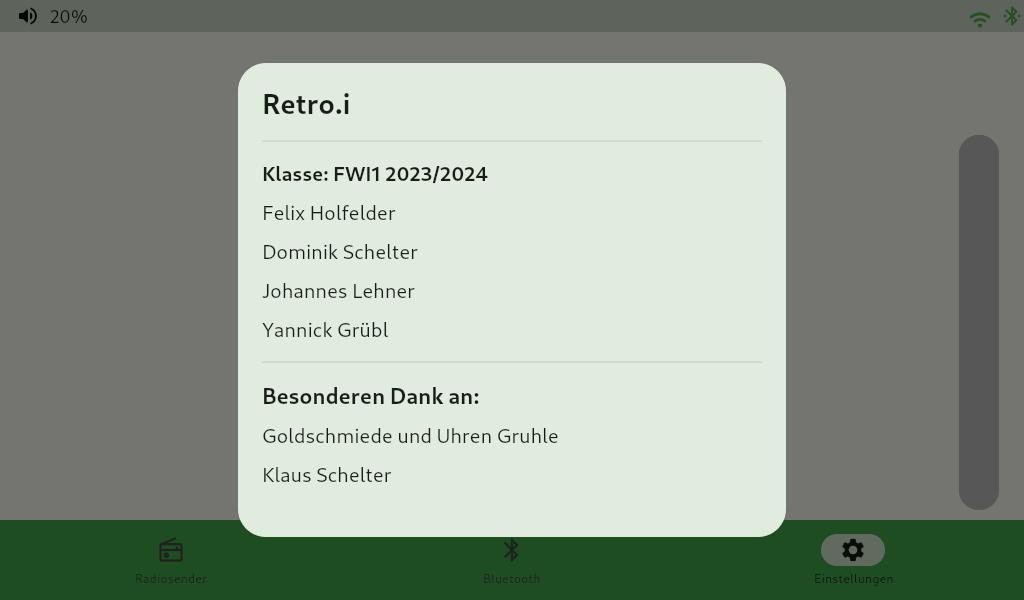 20%
Retro.i
Klasse: FWI1 2023/2024
Felix Holfelder
Dominik Schelter
Johannes Lehner
Yannick Grübl
Besonderen Dank an:
Goldschmiede und Uhren Gruhle
Klaus Schelter
Radiosender
Bluetooth
Einstellungen